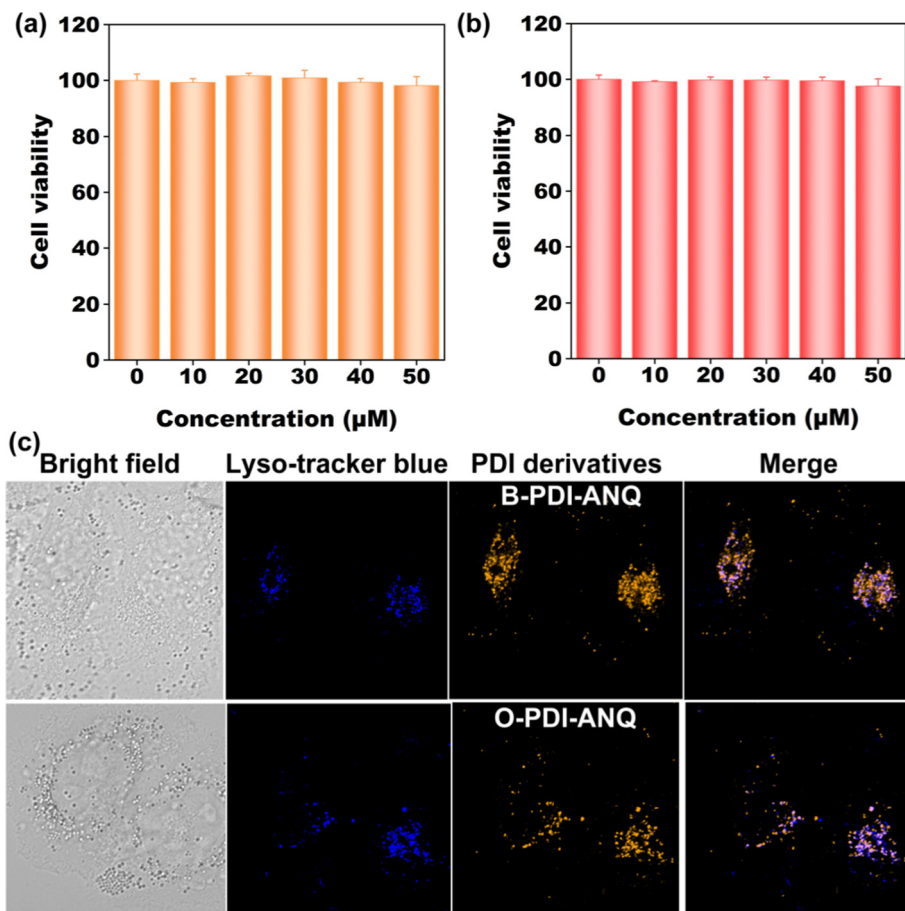 (a)
120
100
80
60
40
20
0
Cell viability
0 10 20 30 40 50
Concentration (µM)
(b)
120
100
80
60
40
20
0
Cell viability
0 10 20 30 40 50
Concentration (µM)
(c)
Bright field Lyso-tracker blue PDI derivatives Merge
B-PDI-ANQ
O-PDI-ANQ